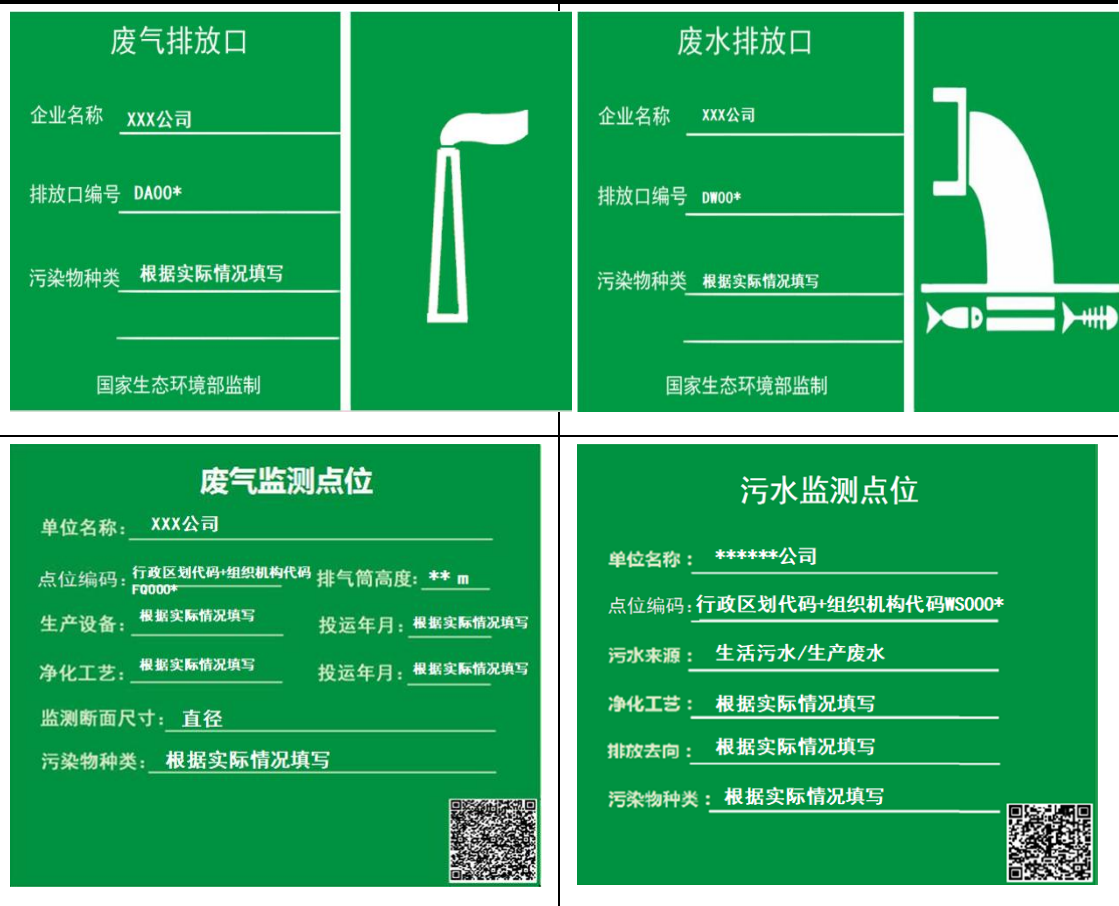 废气排放口
企业名称 XXX公司
排放口编号 DA00*
污染物种类 根据实际情况填写
国家生态环境部监制
废水排放口
企业名称 XXX公司
排放口编号 DW00*
污染物种类 根据实际情况填写
国家生态环境部监制
废气监测点位
单位名称：XXX公司
点位编码：行政区划代码+组织机构代码 排气筒高度：** m
FQ000*
生产设备：根据实际情况填写 投运年月：根据实际情况填写
净化工艺：根据实际情况填写 投运年月：根据实际情况填写
监测断面尺寸：直径
污染物种类：根据实际情况填写
污水监测点位
单位名称：******公司
点位编码：行政区划代码+组织机构代码WS000*
污水来源：生活污水/生产废水
净化工艺：根据实际情况填写
排放去向：根据实际情况填写
污染物种类：根据实际情况填写